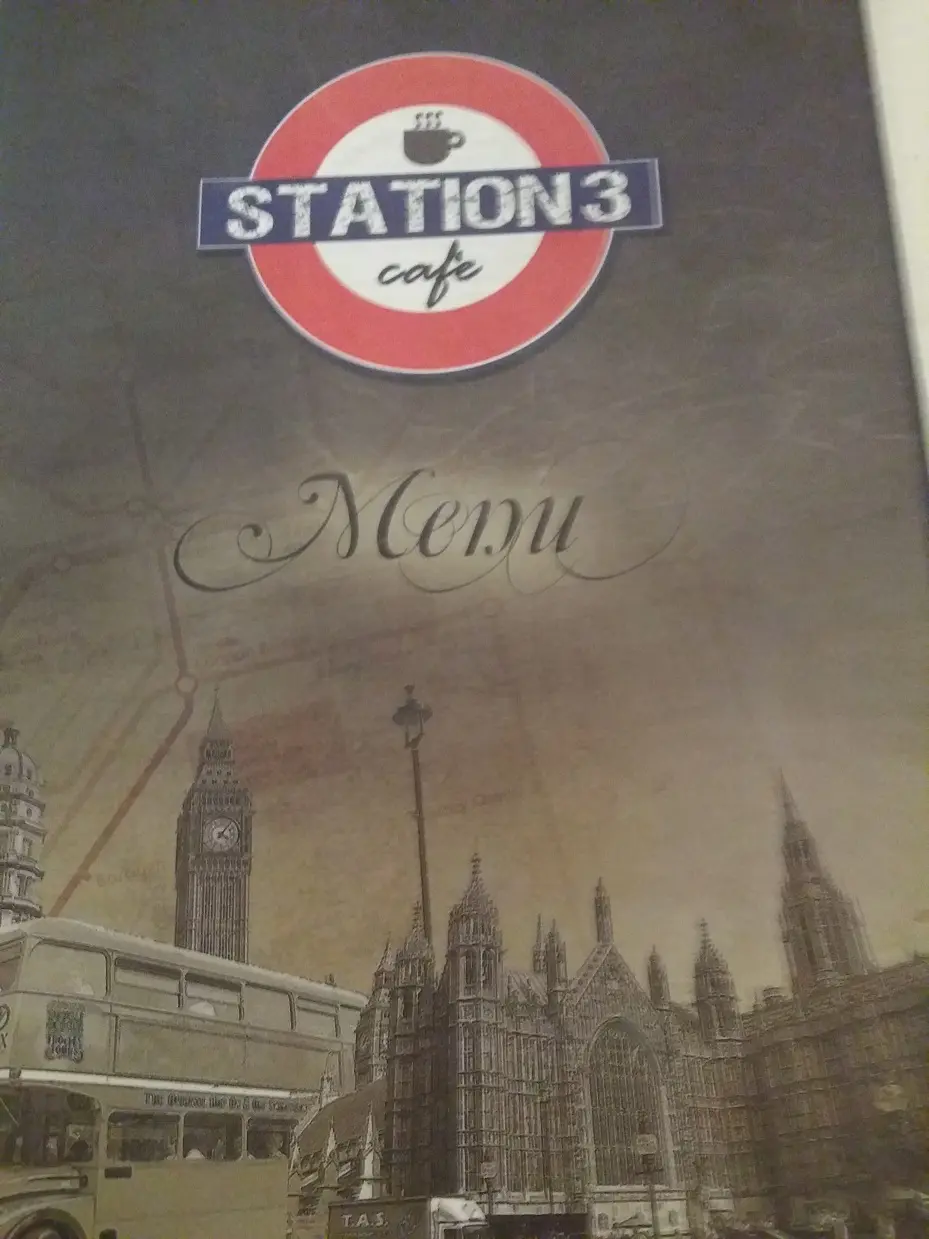 STATION3
cafe
Menu
T.A.S.